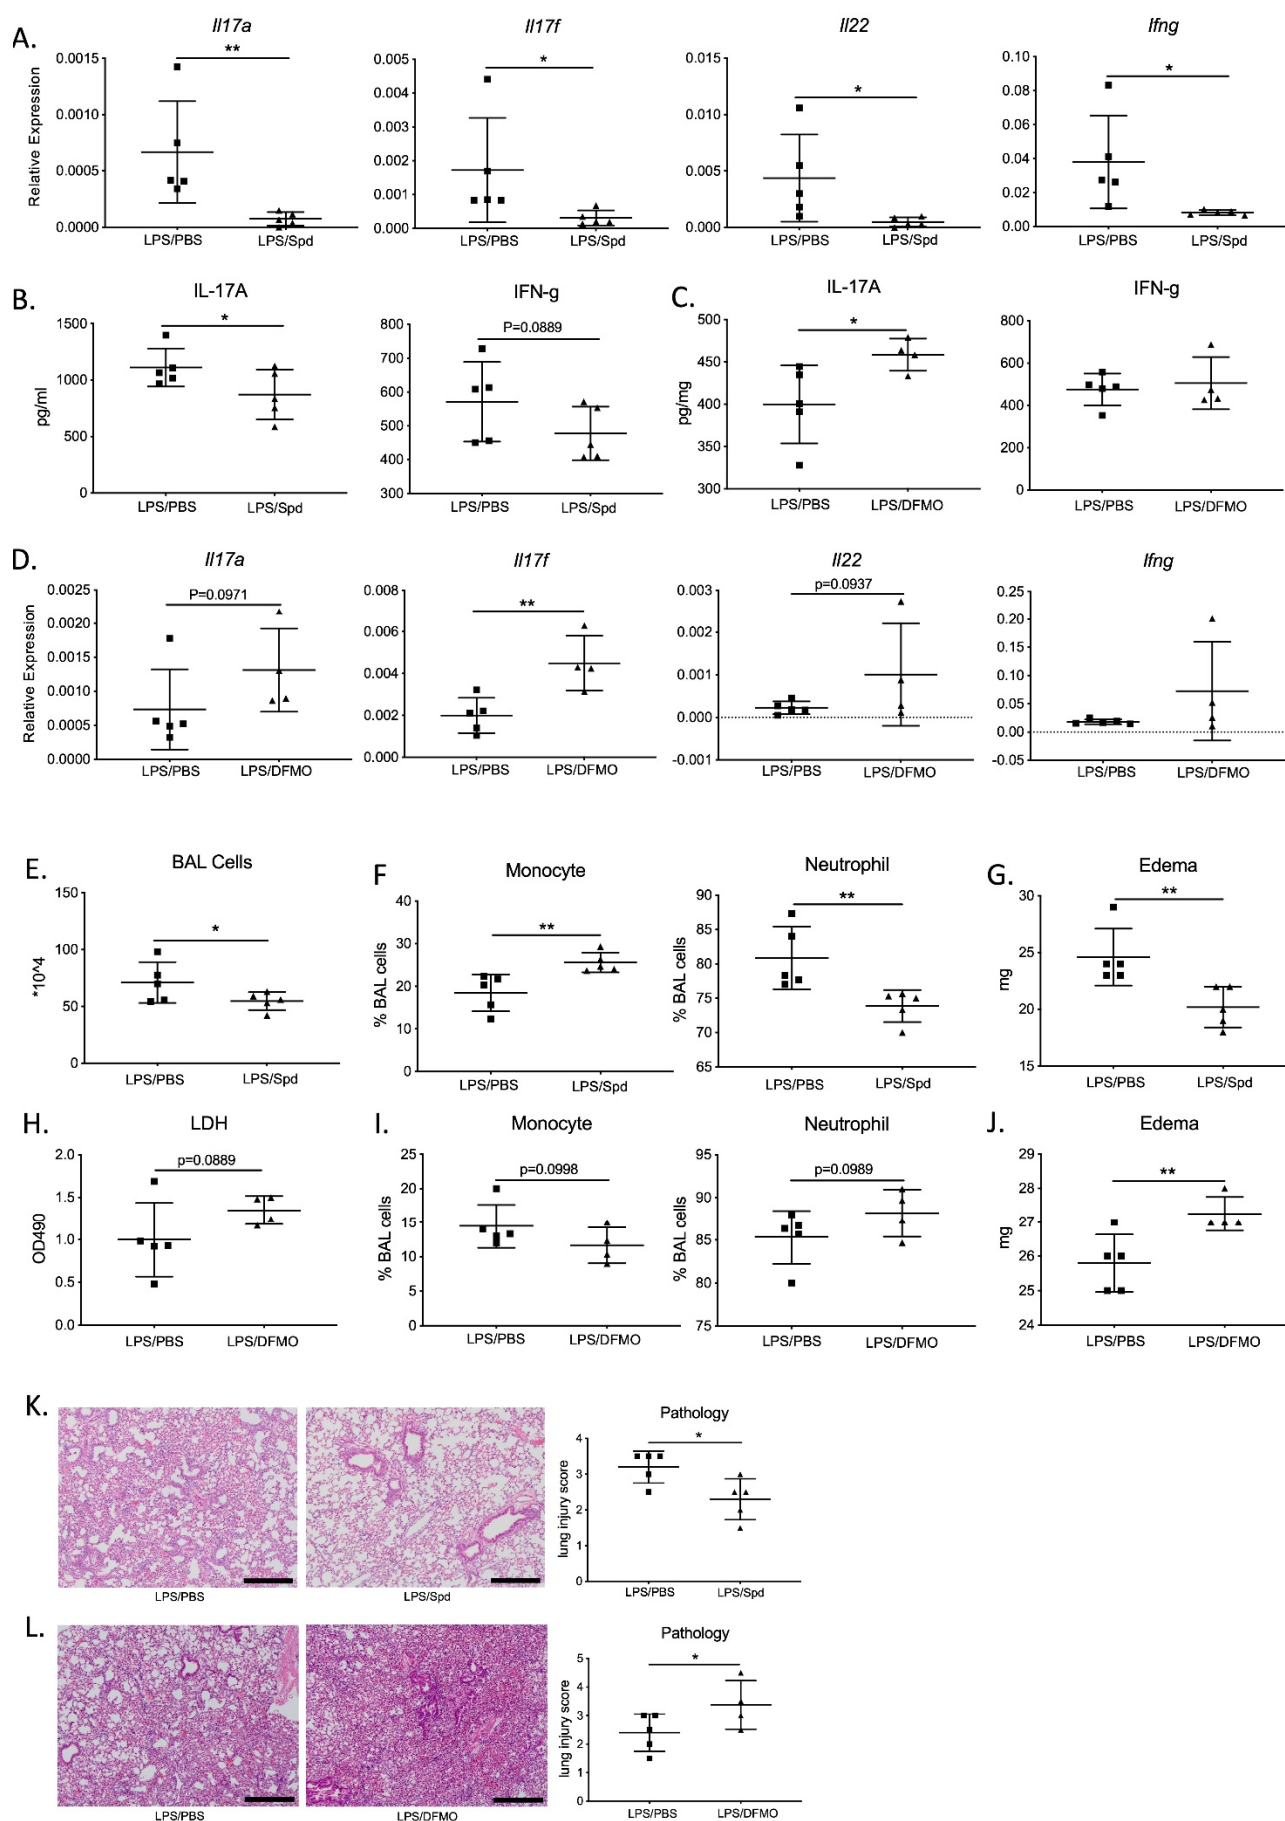 A.
Il17a
Il17f
Il22
Ifng
Relative Expression
0.0015
0.0010
0.0005
0.0000
**
LPS/PBS
LPS/Spd
0.005
0.004
0.003
0.002
0.001
0.000
*
LPS/PBS
LPS/Spd
0.015
0.010
0.005
0.000
*
LPS/PBS
LPS/Spd
0.10
0.08
0.06
0.04
0.02
0.00
*
LPS/PBS
LPS/Spd
B.
IL-17A
pg/ml
1500
1000
500
0
*
LPS/PBS
LPS/Spd
IFN-g
800
700
600
500
400
300
P=0.0889
LPS/PBS
LPS/Spd
C.
IL-17A
pg/mg
500
450
400
350
300
*
LPS/PBS
LPS/DFMO
IFN-g
800
600
400
200
0
LPS/PBS
LPS/DFMO
D.
Il17a
Relative Expression
0.0025
0.0020
0.0015
0.0010
0.0005
0.0000
P=0.0971
LPS/PBS
LPS/DFMO
Il17f
0.008
0.006
0.004
0.002
0.000
**
LPS/PBS
LPS/DFMO
Il22
0.003
0.002
0.001
0.000
-0.001
p=0.0937
LPS/PBS
LPS/DFMO
Ifng
0.25
0.20
0.15
0.10
0.05
0.00
-0.05
LPS/PBS
LPS/DFMO
E.
BAL Cells
*10^4
150
100
50
0
*
LPS/PBS
LPS/Spd
F.
Monocyte
% BAL cells
40
30
20
10
0
**
LPS/PBS
LPS/Spd
Neutrophil
% BAL cells
90
85
80
75
70
65
**
LPS/PBS
LPS/Spd
G.
Edema
mg
30
25
20
15
**
LPS/PBS
LPS/Spd
H.
LDH
OD490
2.0
1.5
1.0
0.5
0.0
p=0.0889
LPS/PBS
LPS/DFMO
I.
Monocyte
% BAL cells
25
20
15
10
5
0
p=0.0998
LPS/PBS
LPS/DFMO
Neutrophil
% BAL cells
95
90
85
80
75
p=0.0989
LPS/PBS
LPS/DFMO
J.
Edema
mg
29
28
27
26
25
24
**
LPS/PBS
LPS/DFMO
K.
LPS/PBS
LPS/Spd
Pathology
lung injury score
4
3
2
1
0
*
LPS/PBS
LPS/Spd
L.
LPS/PBS
LPS/DFMO
Pathology
lung injury score
5
4
3
2
1
0
*
LPS/PBS
LPS/DFMO